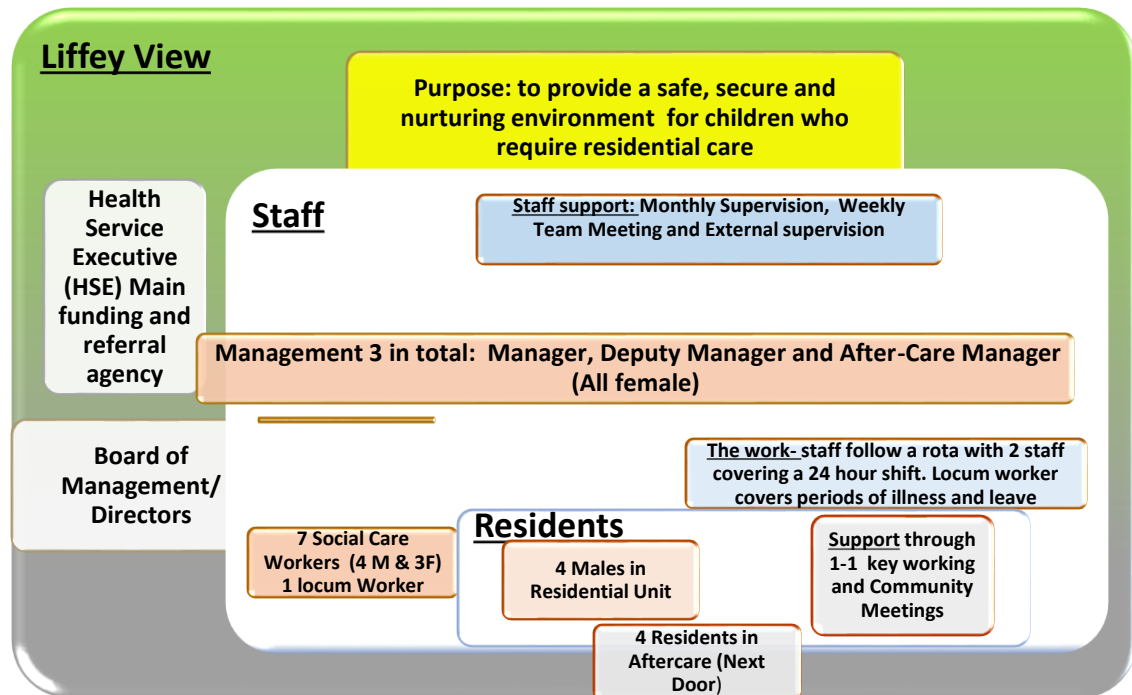 Liffey View
Purpose: to provide a safe, secure and
nurturing environment for children who
require residential care
Health
Service
Executive
(HSE) Main
funding and
referral
agency
Staff
Staff support: Monthly Supervision, Weekly
Team Meeting and External supervision
Management 3 in total: Manager, Deputy Manager and After-Care Manager
(All female)
Board of
Management/
Directors
The work- staff follow a rota with 2 staff
covering a 24 hour shift. Locum worker
covers periods of illness and leave
7 Social Care
Workers (4 M & 3F)
1 locum Worker
Residents
4 Males in
Residential Unit
Support through
1-1 key working
and Community
Meetings
4 Residents in
Aftercare (Next
Door)